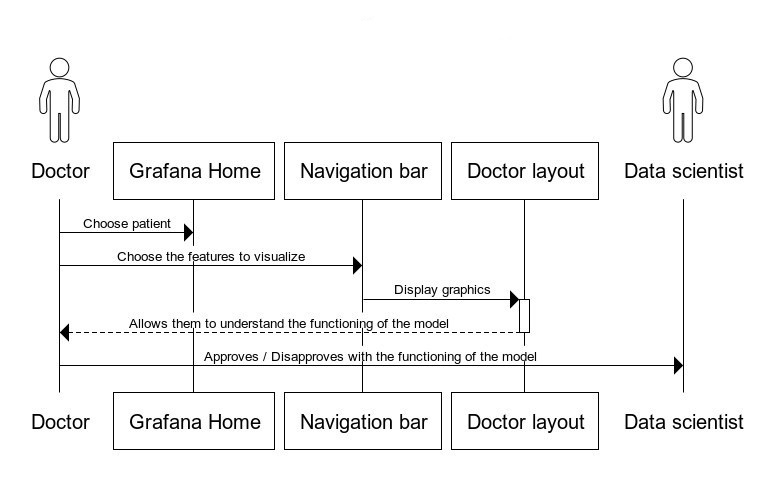 Doctor
Grafana Home
Navigation bar
Doctor layout
Data scientist
Choose patient
Choose the features to visualize
Display graphics
Allows them to understand the functioning of the model
Approves / Disapproves with the functioning of the model
Doctor
Grafana Home
Navigation bar
Doctor layout
Data scientist